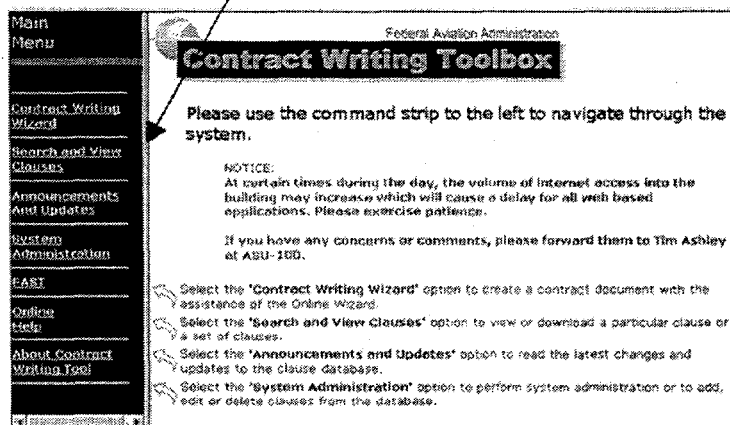 Main
Menu
Contract Writing
Wizard
Search and View
Clauses
Announcements
And Updates
System
Administration
FAST
Online
Help
About Contract
Writing Tool
Federal Aviation Administration
Contract Writing Toolbox
Please use the command strip to the left to navigate through the
system.
NOTICE:
At certain times during the day, the volume of internet access into the
building may increase which will cause a delay for all web based
applications. Please exercise patience.
If you have any concerns or comments, please forward them to Tim Ashley
at ASU-100.
Select the 'Contract Writing Wizard' option to create a contract document with the
assistance of the Online Wizard.
Select the 'Search and View Clauses' option to view or download a particular clause or
a set of clauses.
Select the 'Announcements and Updates' option to read the latest changes and
updates to the clause database.
Select the 'System Administration' option to perform system administration or to add,
edit or delete clauses from the database.